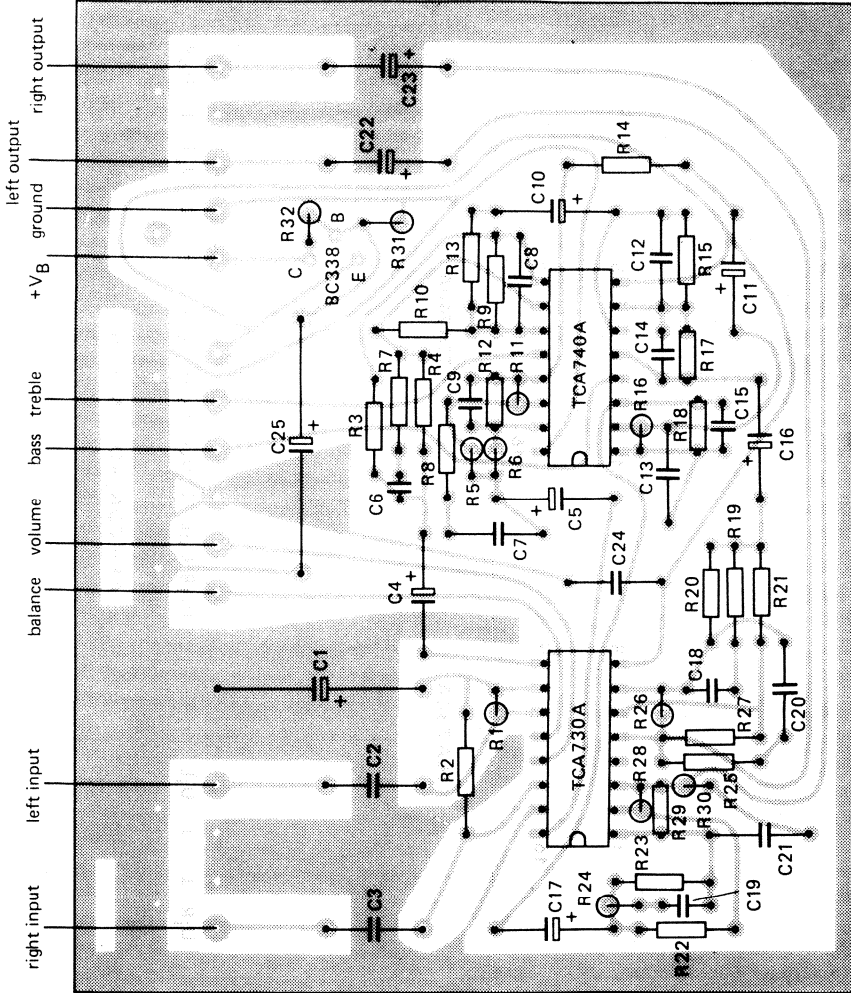 right input
left input
balance
volume
bass
treble
+VB
ground
left output
right output
C3
C2
C1
C25
C
BC338
E
B
R32
R31
C22
C23
+
+
+
+
C4
+
C6
R3
R7
R4
R8
R10
R13
R9
C8
C10
+
R14
C9
R12
R11
R5
R6
C7
C5
+
R2
R1
TCA730A
TCA740A
C24
C17
+
R24
R23
R22
C19
R28
R29
R30
R25
R26
R27
C18
C20
C21
R20
R19
R21
C13
R16
R18
C15
C16
+
C14
R17
C12
R15
C11
+